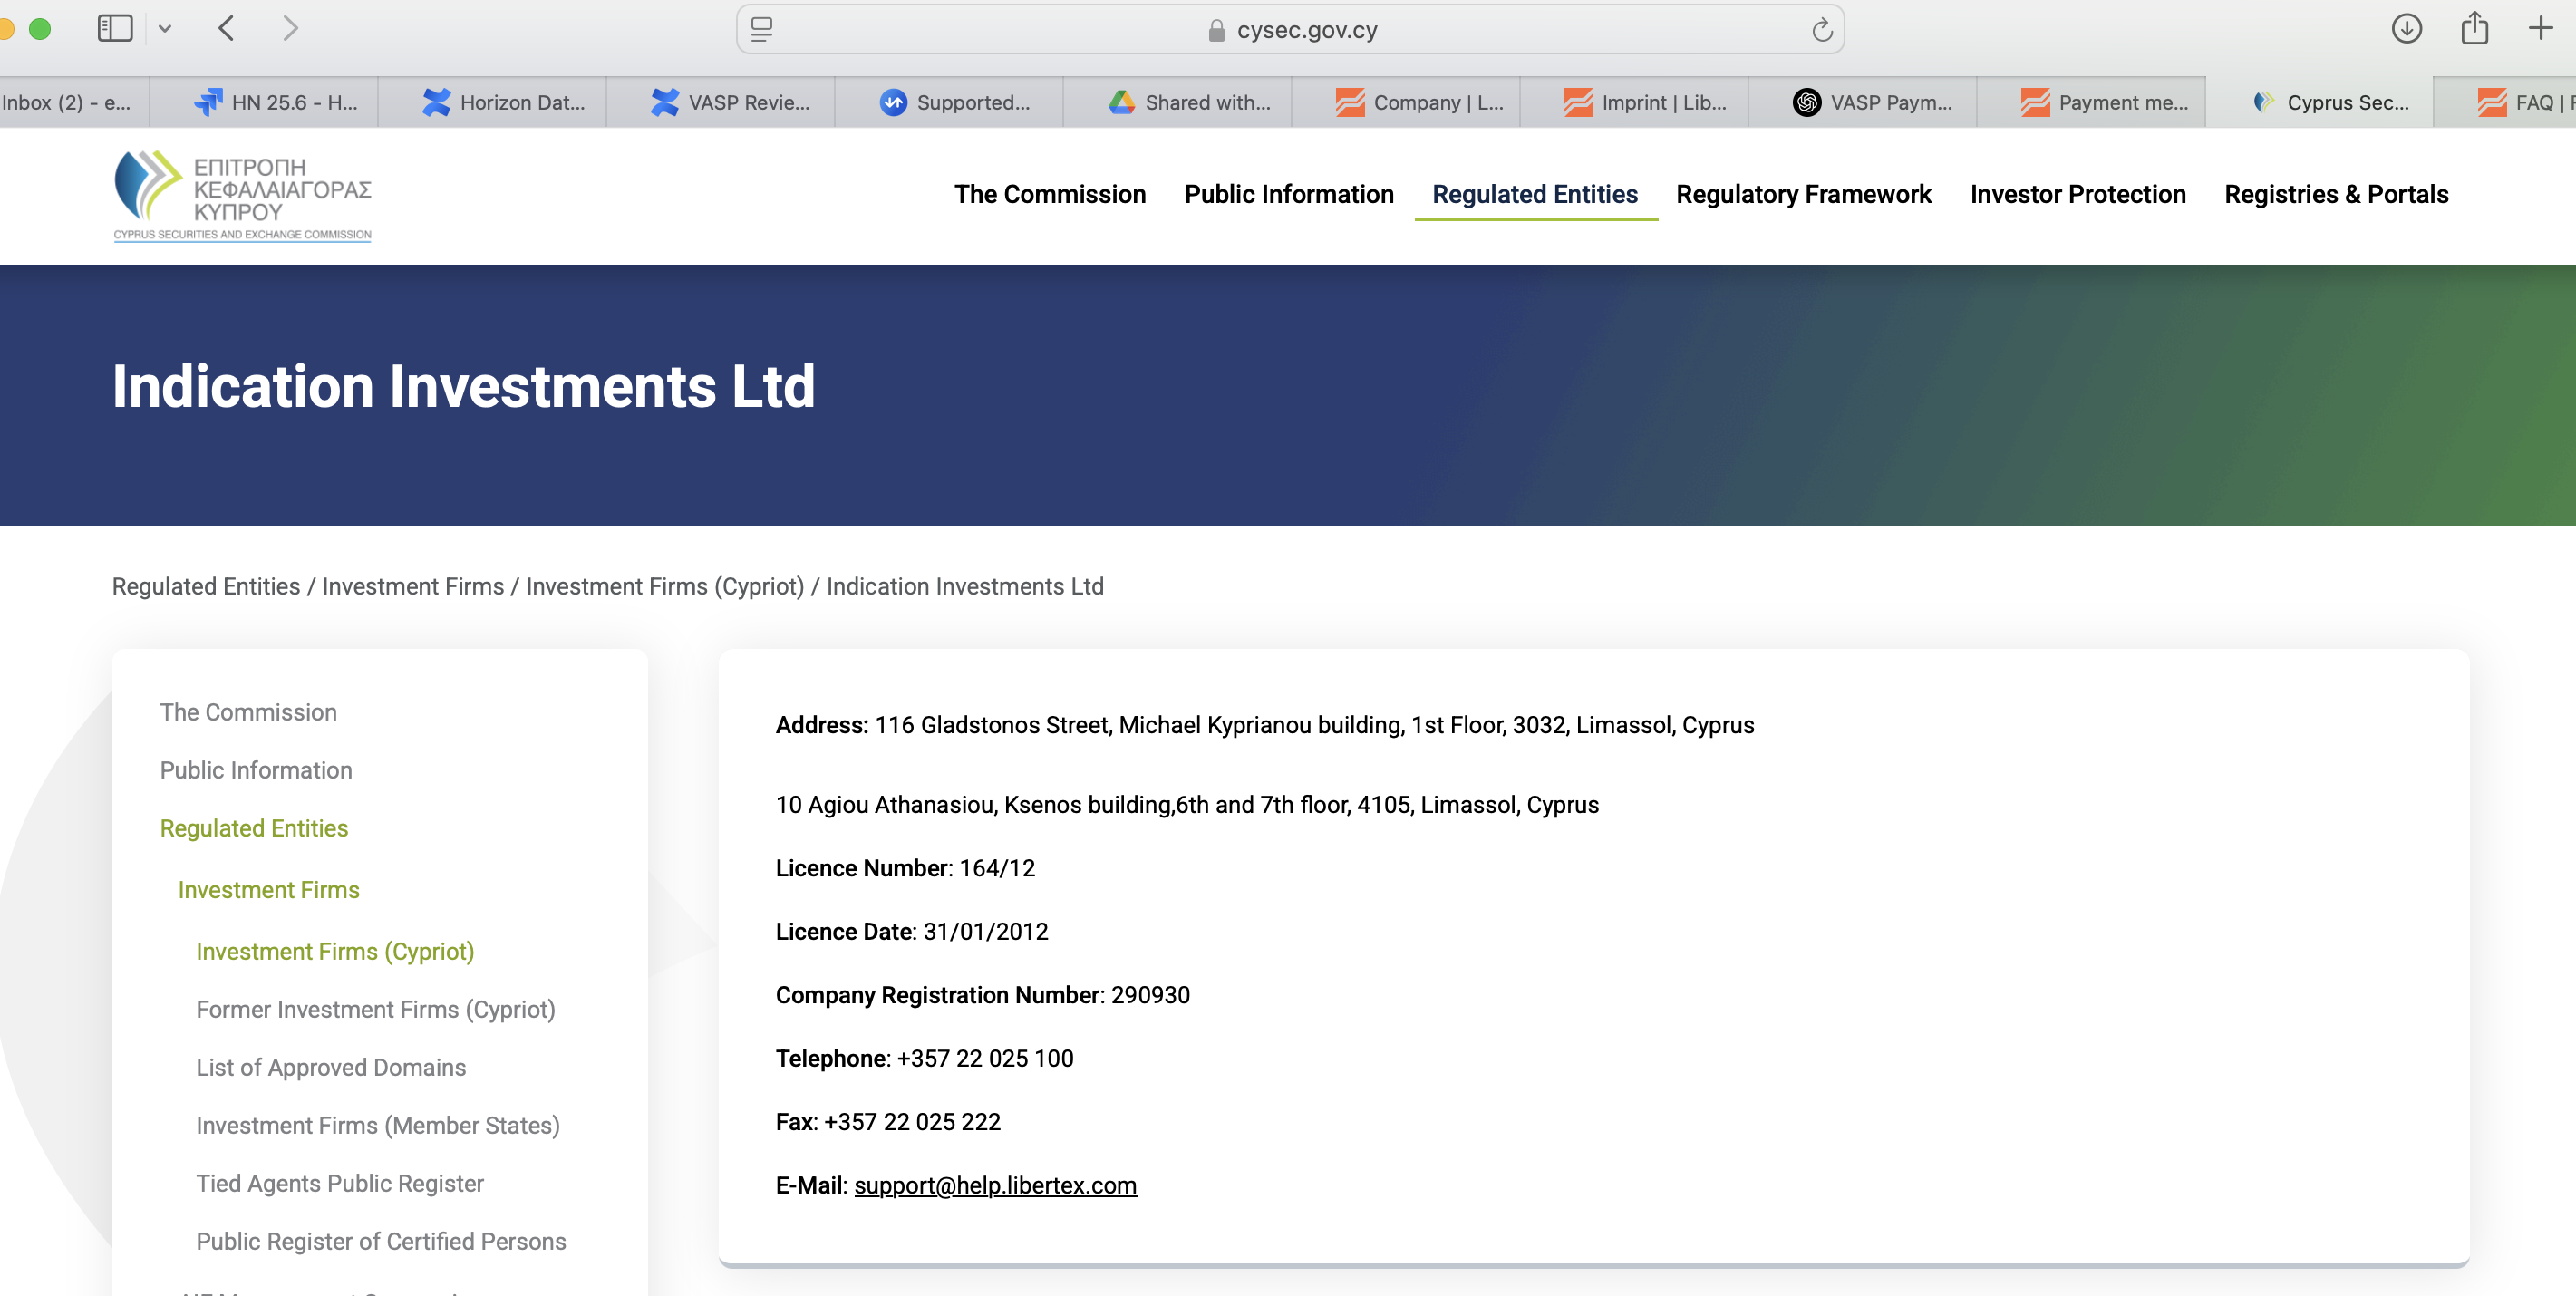 cysec.gov.cy
Inbox (2) - e...
HN 25.6 - H...
Horizon Dat...
VASP Revie...
Supported...
Shared with...
Company | L...
Imprint | Lib...
VASP Paym...
Payment me...
Cyprus Sec...
FAQ | F
ΕΠΙΤΡΟΠΗ
ΚΕΦΑΛΑΙΑΓΟΡΑΣ
ΚΥΠΡΟΥ
CYPRUS SECURITIES AND EXCHANGE COMMISSION
The Commission
Public Information
Regulated Entities
Regulatory Framework
Investor Protection
Registries & Portals
Indication Investments Ltd
Regulated Entities / Investment Firms / Investment Firms (Cypriot) / Indication Investments Ltd
The Commission
Public Information
Regulated Entities
Investment Firms
Investment Firms (Cypriot)
Former Investment Firms (Cypriot)
List of Approved Domains
Investment Firms (Member States)
Tied Agents Public Register
Public Register of Certified Persons
Address: 116 Gladstonos Street, Michael Kyprianou building, 1st Floor, 3032, Limassol, Cyprus
10 Agiou Athanasiou, Ksenos building,6th and 7th floor, 4105, Limassol, Cyprus
Licence Number: 164/12
Licence Date: 31/01/2012
Company Registration Number: 290930
Telephone: +357 22 025 100
Fax: +357 22 025 222
E-Mail: support@help.libertex.com